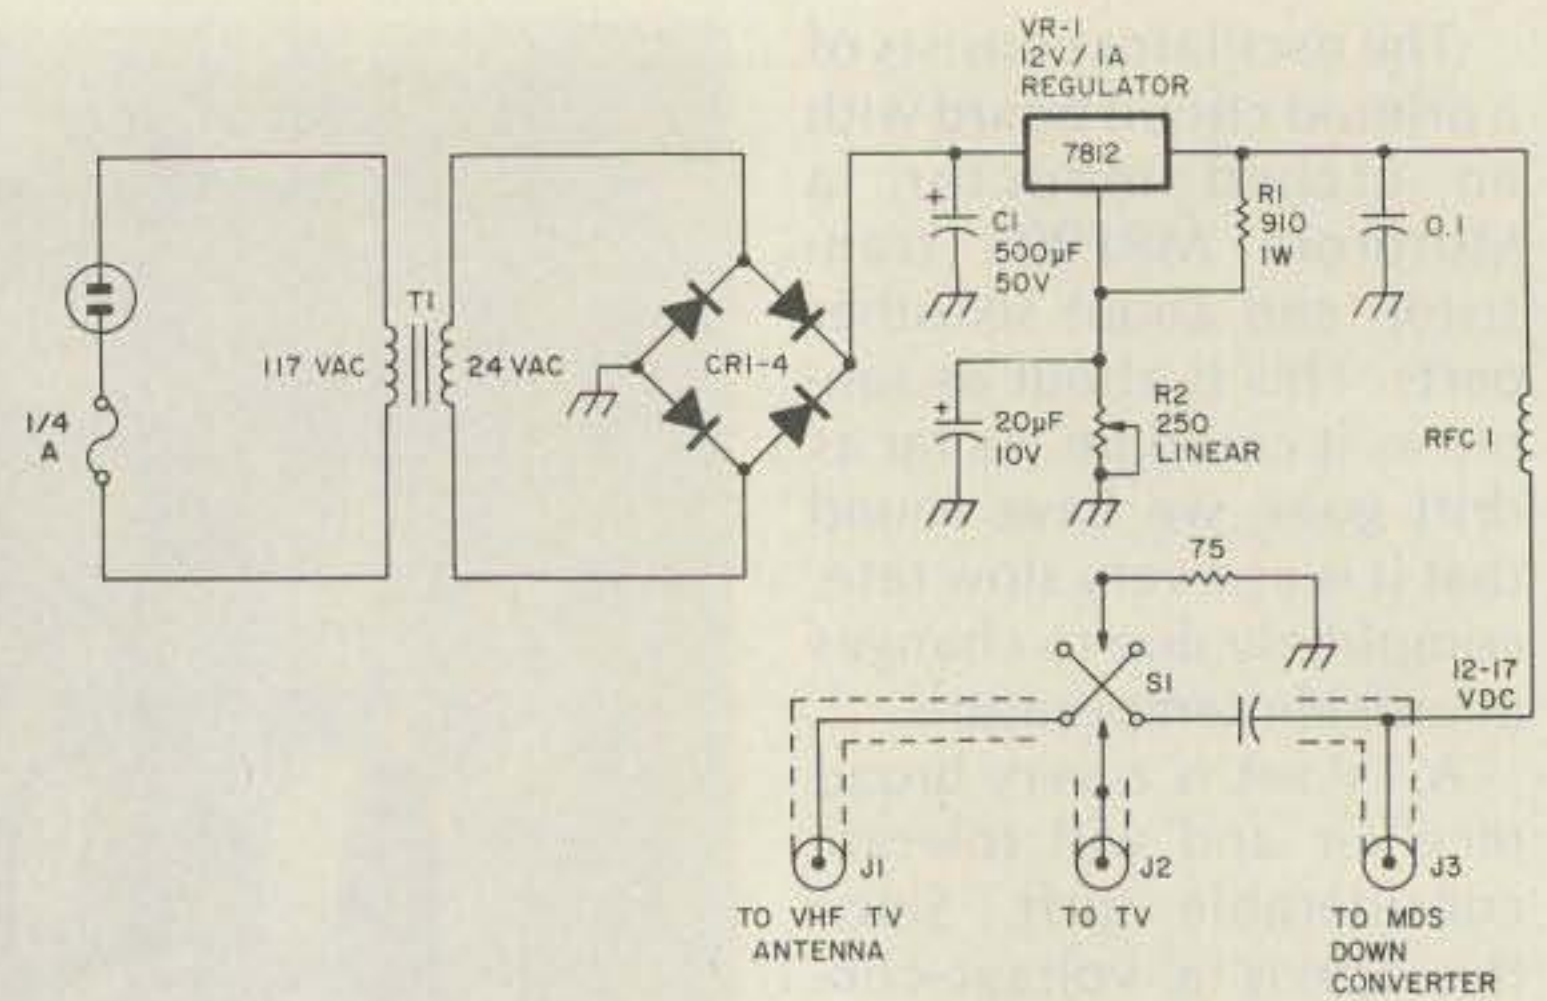 VR-1
12V/1A
REGULATOR
7812
+
C1
500µF
50V
R1
910
1W
0.1
T1
117 VAC
24 VAC
CR1-4
1/4
A
+
20µF
10V
R2
250
LINEAR
RFC 1
75
S1
12-17
VDC
J1
J2
J3
TO VHF TV
ANTENNA
TO TV
TO MDS
DOWN
CONVERTER